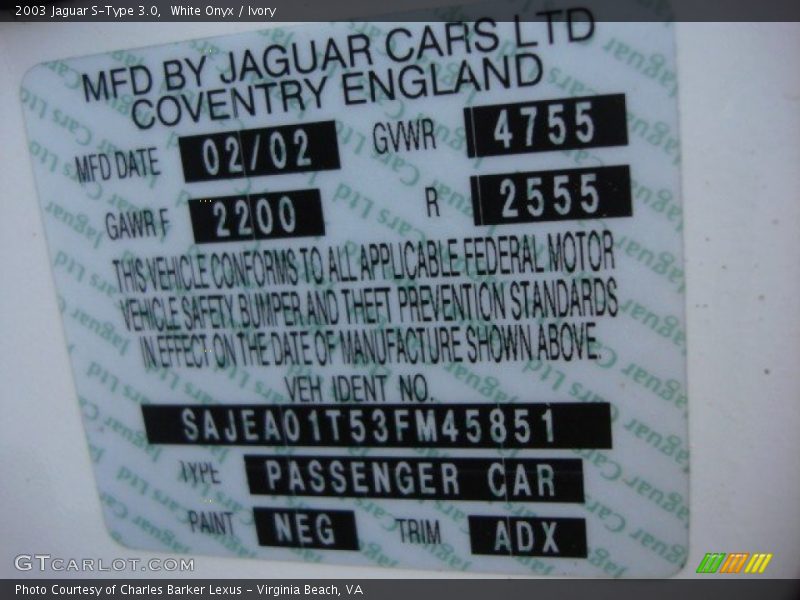 2003 Jaguar S-Type 3.0, White Onyx / Ivory
MFD BY JAGUAR CARS LTD
COVENTRY ENGLAND
MFD DATE 02/02 GVWR 4755
GAWR F 2200 R 2555
THIS VEHICLE CONFORMS TO ALL APPLICABLE FEDERAL MOTOR
VEHICLE SAFETY BUMPER AND THEFT PREVENTION STANDARDS
IN EFFECT ON THE DATE OF MANUFACTURE SHOWN ABOVE.
VEH IDENT NO.
SAJEA01T53FM45851
TYPE PASSENGER CAR
PAINT NEG TRIM ADX
GTCARLOT.COM
Photo Courtesy of Charles Barker Lexus - Virginia Beach, VA